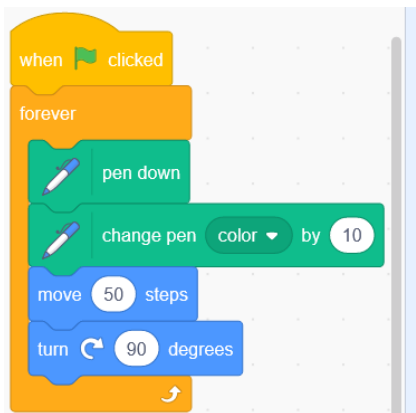 when clicked
forever
pen down
change pen color by 10
move 50 steps
turn 90 degrees